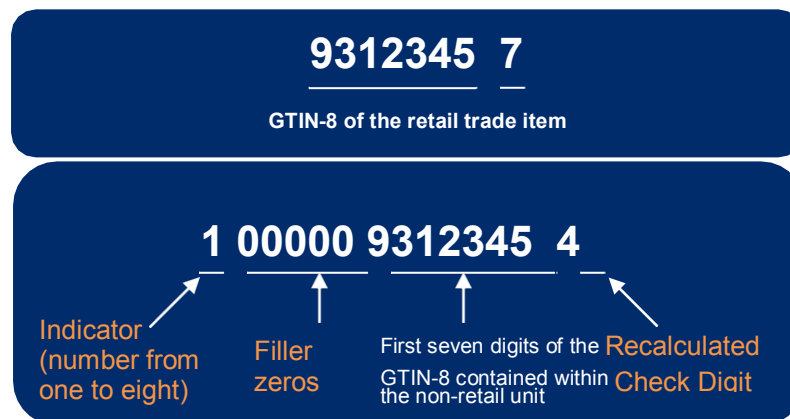 9312345 7
GTIN-8 of the retail trade item
1 00000 9312345 4
Indicator
(number from
one to eight)
Filler
zeros
First seven digits of the
GTIN-8 contained within
the non-retail unit
Recalculated
Check Digit